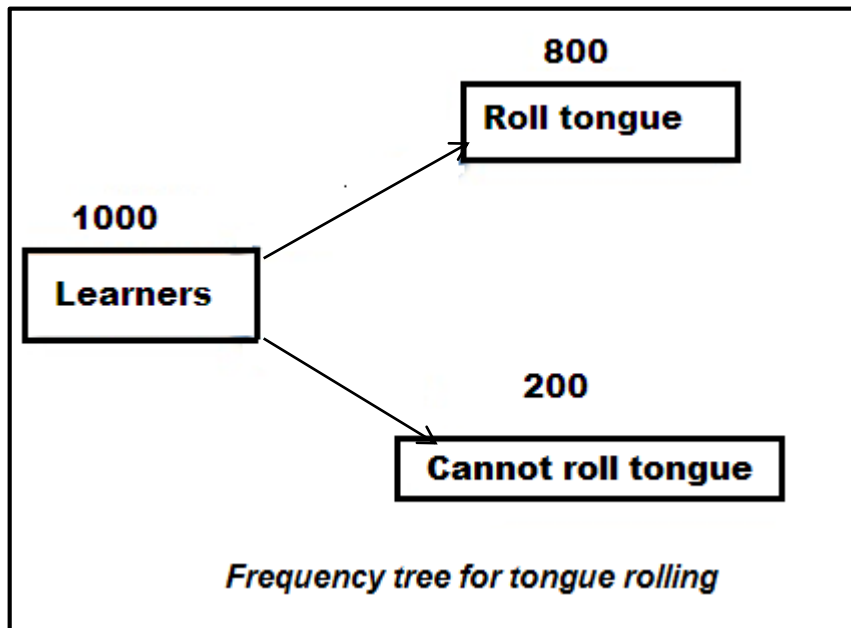 800
Roll tongue
1000
Learners
200
Cannot roll tongue
Frequency tree for tongue rolling